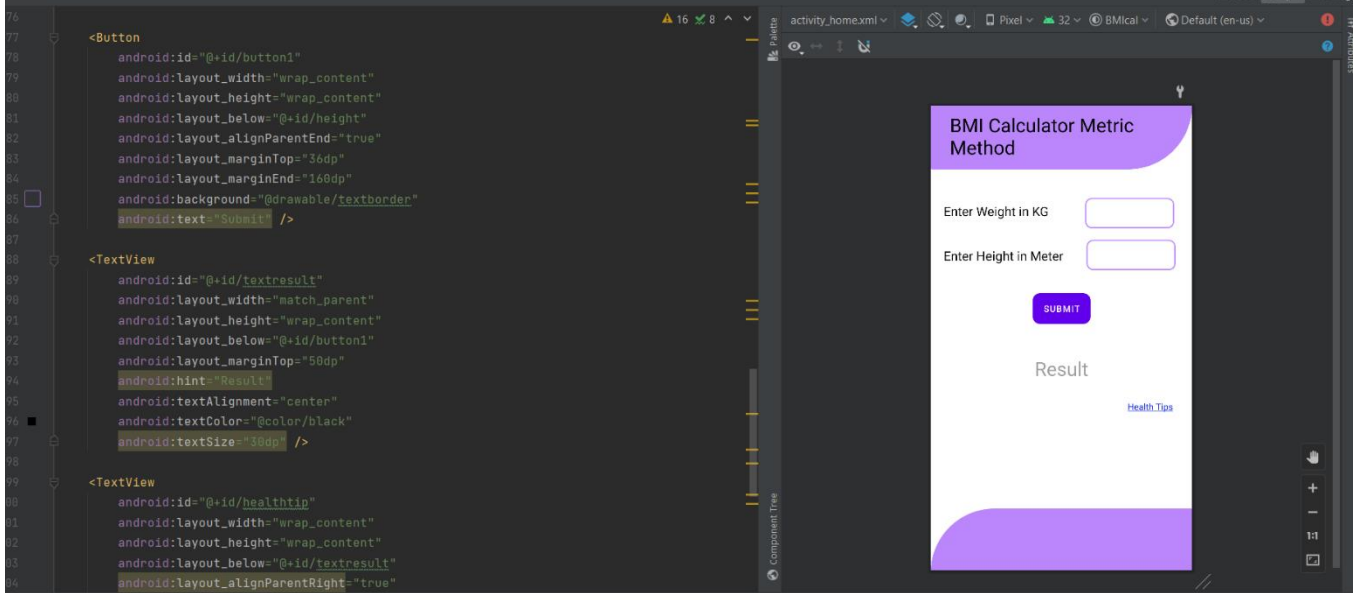 76
77 <Button
78 android:id="@+id/button1"
79 android:layout_width="wrap_content"
80 android:layout_height="wrap_content"
81 android:layout_below="@+id/height"
82 android:layout_alignParentEnd="true"
83 android:layout_marginTop="36dp"
84 android:layout_marginEnd="160dp"
85 android:background="@drawable/textborder"
86 android:text="Submit" />
87
88 <TextView
89 android:id="@+id/textresult"
90 android:layout_width="match_parent"
91 android:layout_height="wrap_content"
92 android:layout_below="@+id/button1"
93 android:layout_marginTop="50dp"
94 android:hint="Result"
95 android:textAlignment="center"
96 android:textColor="@color/black"
97 android:textSize="30dp" />
98
99 <TextView
00 android:id="@+id/healthtip"
01 android:layout_width="wrap_content"
02 android:layout_height="wrap_content"
03 android:layout_below="@+id/textresult"
04 android:layout_alignParentRight="true"
16 8
Palette
Component Tree
activity_home.xml Pixel 32 BMIcal Default (en-us)
Attributes
BMI Calculator Metric
Method
Enter Weight in KG
Enter Height in Meter
SUBMIT
Result
Health Tips
1:1